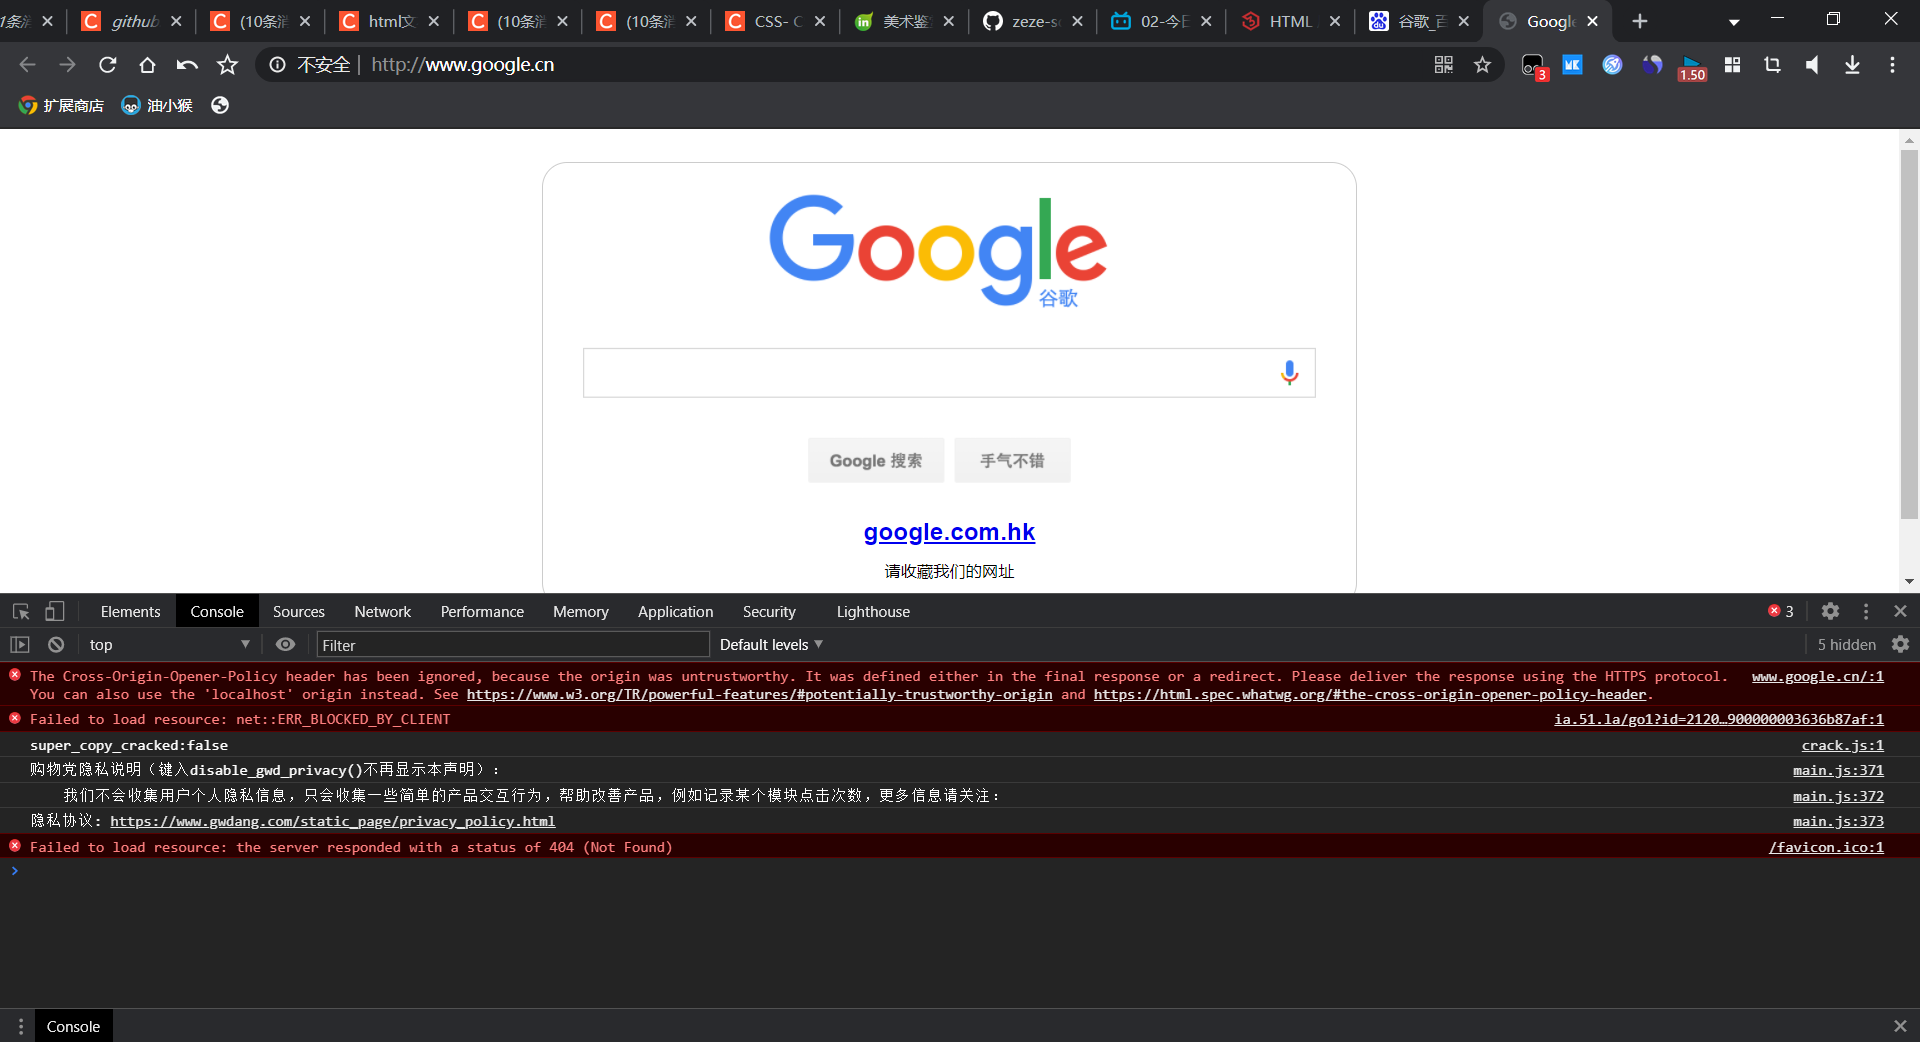 1条消
github
(10条消
html文
(10条消
(10条消
CSS- C
美术鉴
zeze-so
02-今日
HTML
谷歌_百
Google
不安全 | http://www.google.cn
3
1.50
扩展商店
油小猴
Google
谷歌
Google 搜索
手气不错
google.com.hk
请收藏我们的网址
Elements Console Sources Network Performance Memory Application Security Lighthouse 3
top Filter Default levels 5 hidden
The Cross-Origin-Opener-Policy header has been ignored, because the origin was untrustworthy. It was defined either in the final response or a redirect. Please deliver the response using the HTTPS protocol. www.google.cn/:1
You can also use the 'localhost' origin instead. See https://www.w3.org/TR/powerful-features/#potentially-trustworthy-origin and https://html.spec.whatwg.org/#the-cross-origin-opener-policy-header.
Failed to load resource: net::ERR_BLOCKED_BY_CLIENT ia.51.la/go1?id=2120…900000003636b87af:1
super_copy_cracked:false crack.js:1
购物党隐私说明（键入disable_gwd_privacy()不再显示本声明）： main.js:371
我们不会收集用户个人隐私信息，只会收集一些简单的产品交互行为，帮助改善产品，例如记录某个模块点击次数，更多信息请关注： main.js:372
隐私协议: https://www.gwdang.com/static_page/privacy_policy.html main.js:373
Failed to load resource: the server responded with a status of 404 (Not Found) /favicon.ico:1
Console